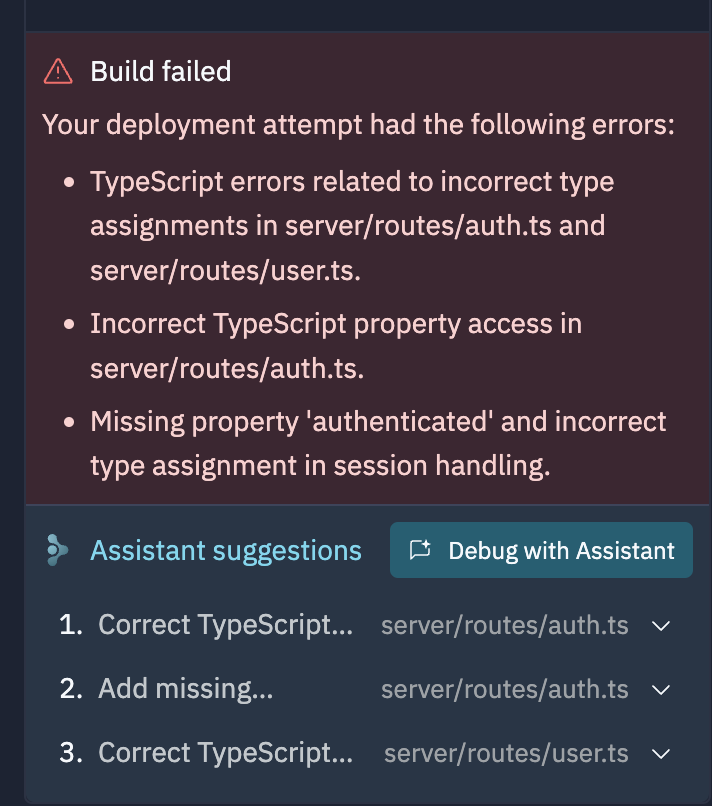 Build failed
Your deployment attempt had the following errors:
• TypeScript errors related to incorrect type
assignments in server/routes/auth.ts and
server/routes/user.ts.
• Incorrect TypeScript property access in
server/routes/auth.ts.
• Missing property 'authenticated' and incorrect
type assignment in session handling.
Assistant suggestions Debug with Assistant
1. Correct TypeScript... server/routes/auth.ts
2. Add missing... server/routes/auth.ts
3. Correct TypeScript... server/routes/user.ts